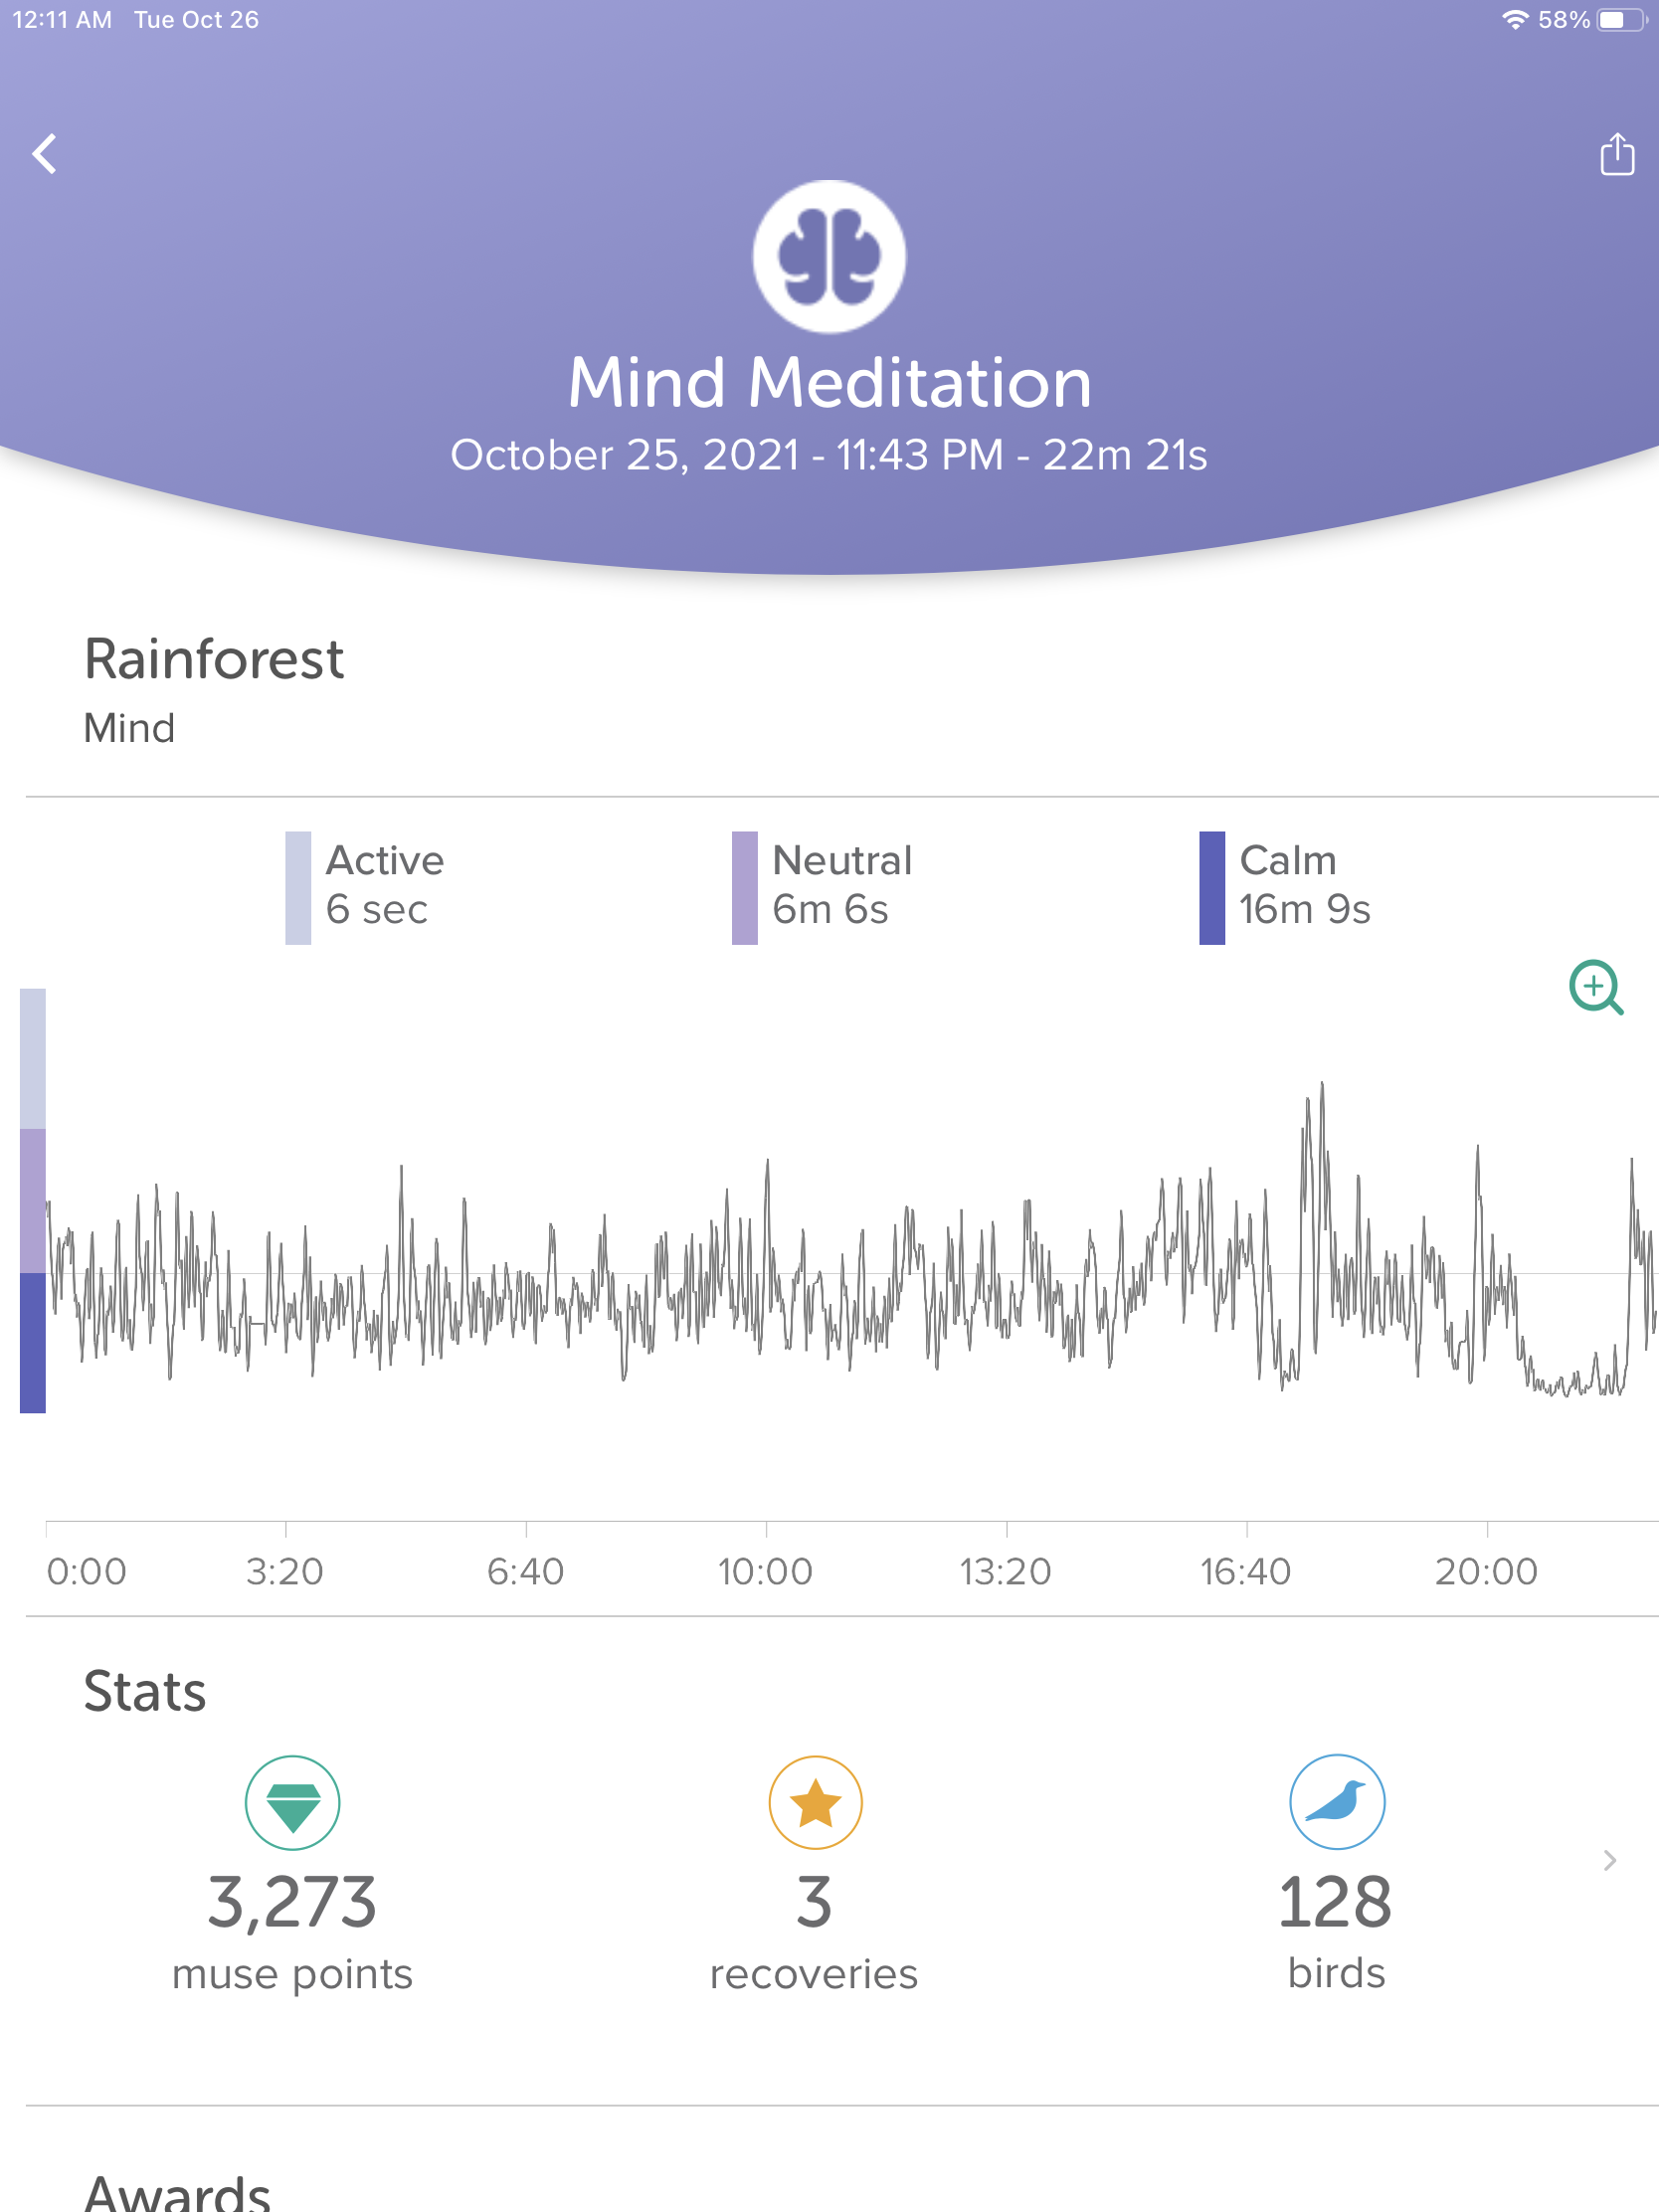 12:11 AM Tue Oct 26 58%
Mind Meditation
October 25, 2021 - 11:43 PM - 22m 21s
Rainforest
Mind
Active Neutral Calm
6 sec 6m 6s 16m 9s
0:00 3:20 6:40 10:00 13:20 16:40 20:00
Stats
3,273 3 128
muse points recoveries birds
Awards